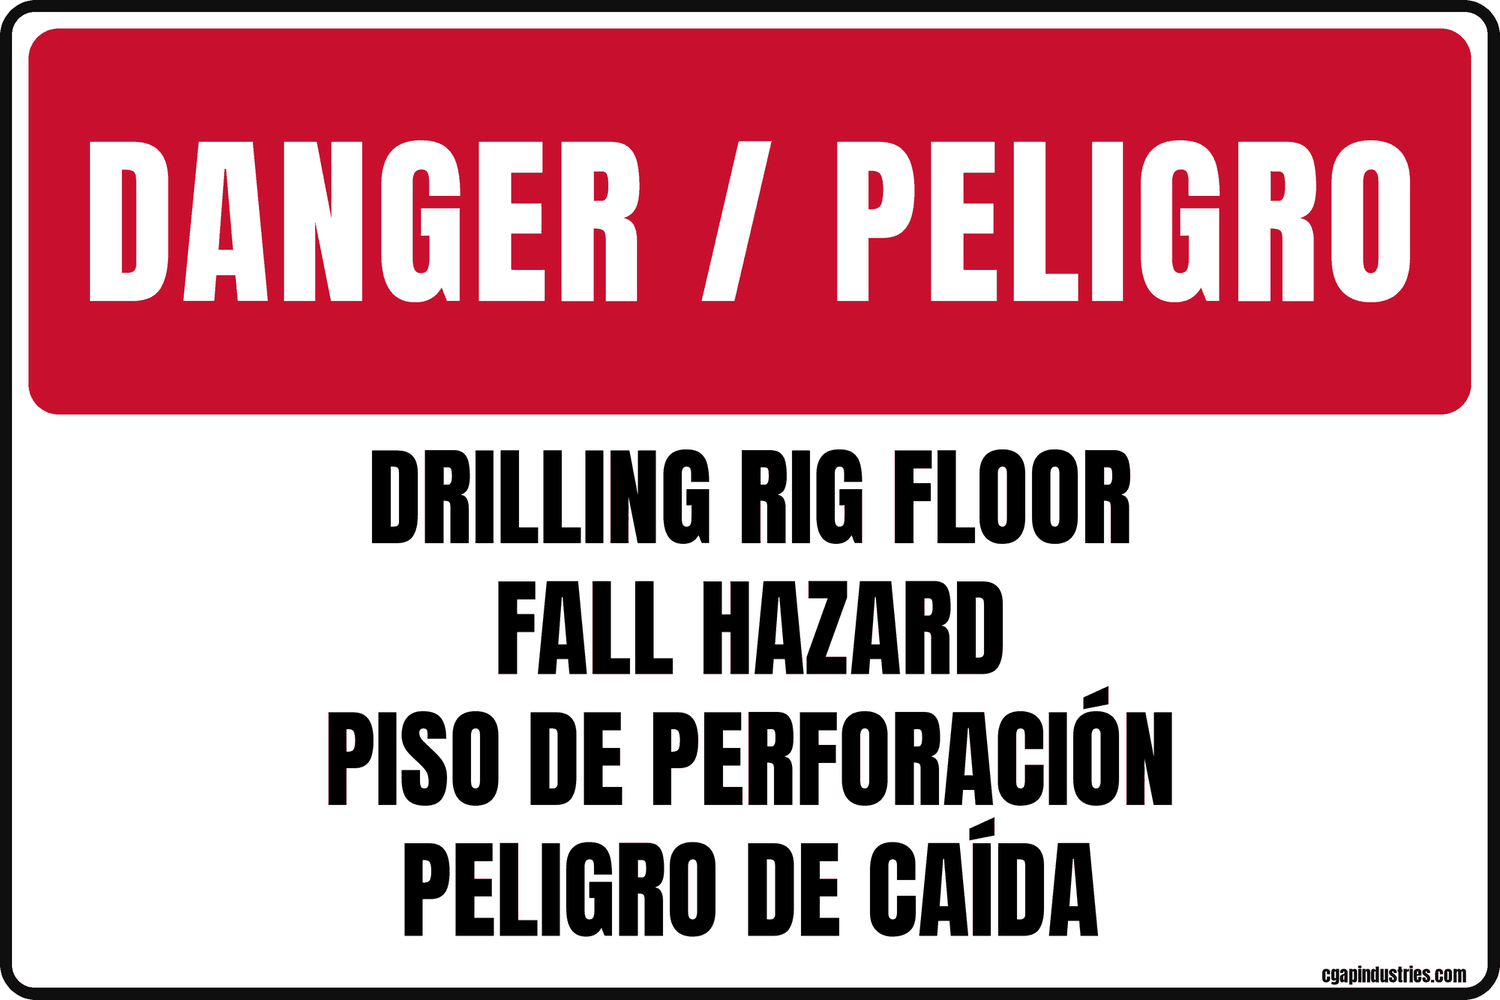 DANGER / PELIGRO
DRILLING RIG FLOOR
FALL HAZARD
PISO DE PERFORACIÓN
PELIGRO DE CAÍDA
cgapindustries.com